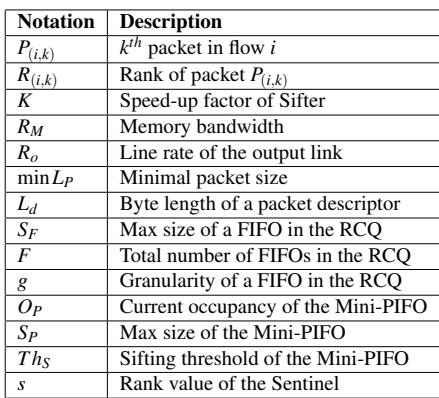 Notation Description
P(i,k) kth packet in flow i
R(i,k) Rank of packet P(i,k)
K Speed-up factor of Sifter
RM Memory bandwidth
Ro Line rate of the output link
min LP Minimal packet size
Ld Byte length of a packet descriptor
SF Max size of a FIFO in the RCQ
F Total number of FIFOs in the RCQ
g Granularity of a FIFO in the RCQ
OP Current occupancy of the Mini-PIFO
SP Max size of the Mini-PIFO
ThS Sifting threshold of the Mini-PIFO
s Rank value of the Sentinel